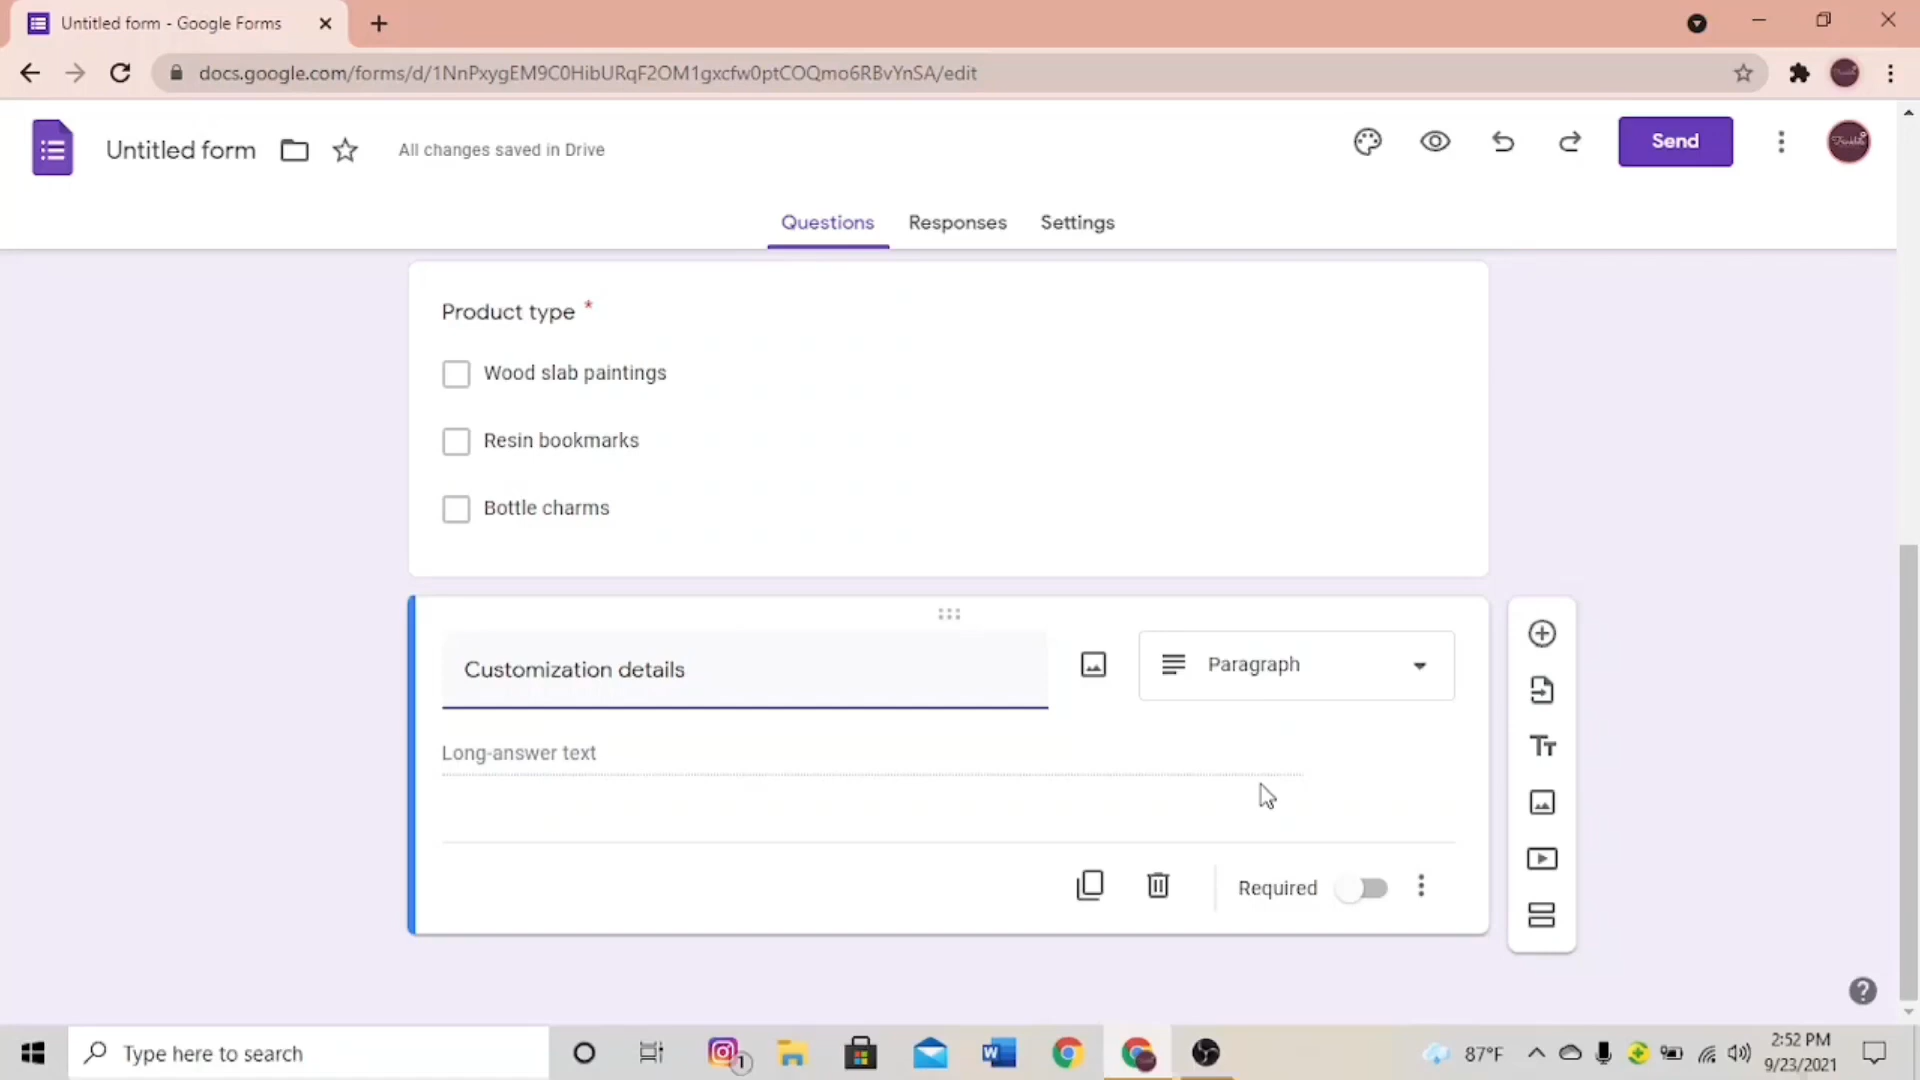 Untitled form - Google Forms
docs.google.com/forms/d/1NnPxygEM9C0HibURqF2OM1gxcfw0ptCOQmo6RBvYnSA/edit
Untitled form
All changes saved in Drive
Send
Questions
Responses
Settings
Product type *
Wood slab paintings
Resin bookmarks
Bottle charms
Customization details
Paragraph
Long-answer text
Required
Type here to search
1
87°F
2:52 PM
9/23/2021